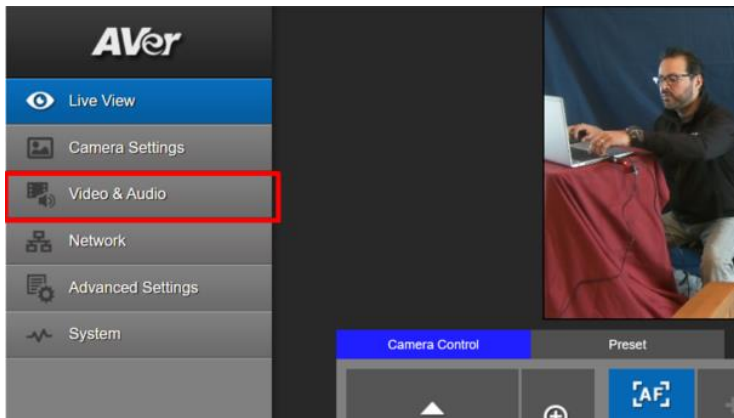 AVer
Live View
Camera Settings
Video & Audio
Network
Advanced Settings
System
Camera Control
Preset
AF